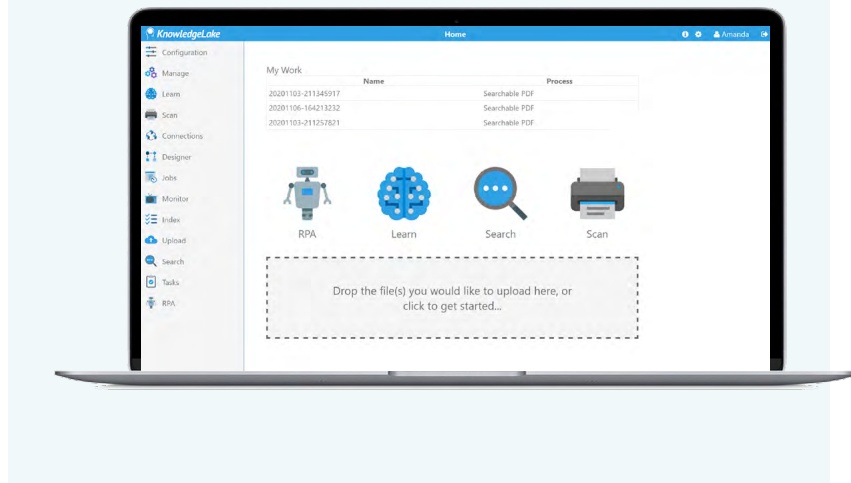 KnowledgeLake
Home
Amanda
Configuration
Manage
Learn
Scan
Connections
Designer
Jobs
Monitor
Index
Upload
Search
Tasks
RPA
My Work
Name Process
20201103-211345917 Searchable PDF
20201106-164213232 Searchable PDF
20201103-211257821 Searchable PDF
RPA Learn Search Scan
Drop the file(s) you would like to upload here, or
click to get started...